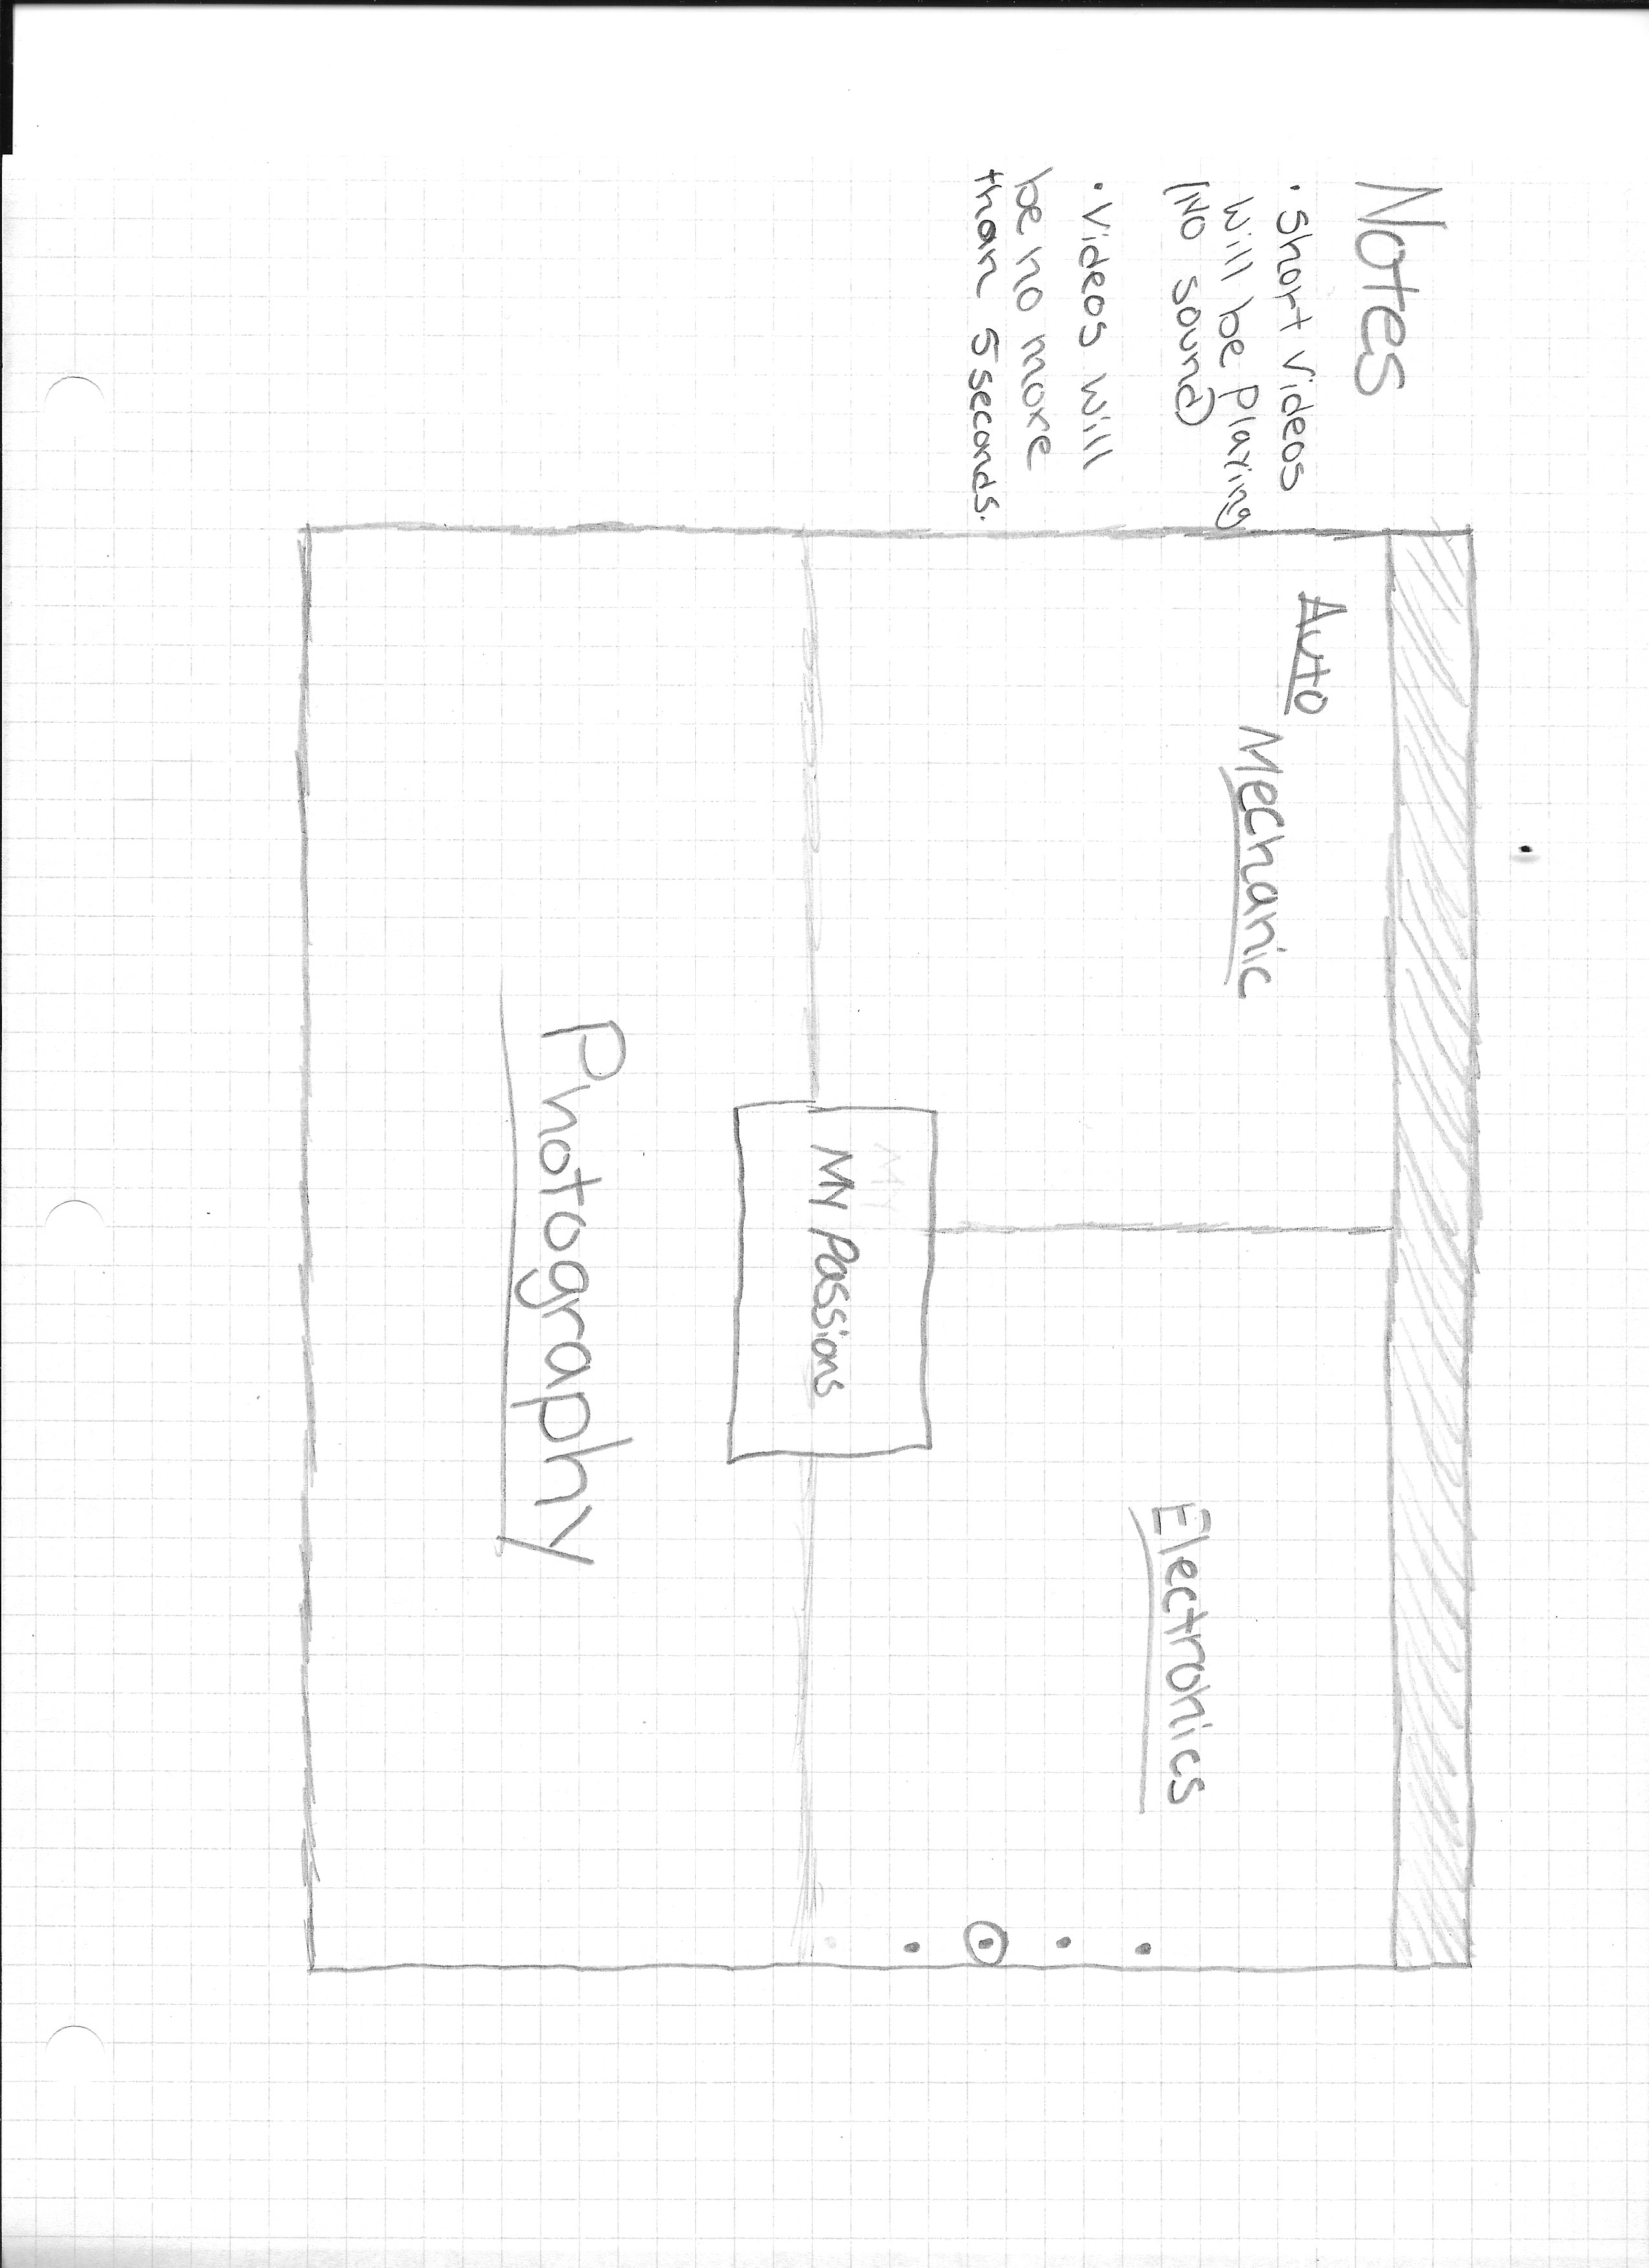 Notes
· Short Videos
Will be Playing
(No sound)
· Videos Will
be no more
than 5 seconds.
Auto
Mechanic
Electronics
My
My Passions
Photography